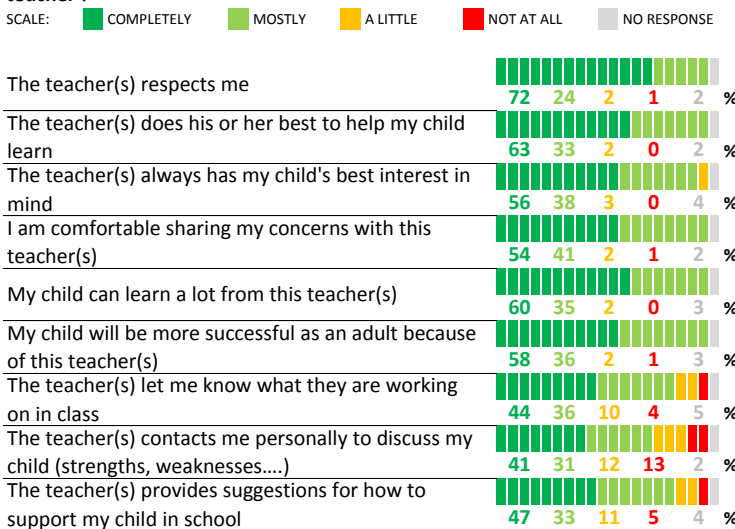 teacher?
SCALE: COMPLETELY MOSTLY A LITTLE NOT AT ALL NO RESPONSE
The teacher(s) respects me
72 24 2 1 2 %
The teacher(s) does his or her best to help my child
learn
63 33 2 0 2 %
The teacher(s) always has my child's best interest in
mind
56 38 3 0 4 %
I am comfortable sharing my concerns with this
teacher(s)
54 41 2 1 2 %
My child can learn a lot from this teacher(s)
60 35 2 0 3 %
My child will be more successful as an adult because
of this teacher(s)
58 36 2 1 3 %
The teacher(s) let me know what they are working
on in class
44 36 10 4 5 %
The teacher(s) contacts me personally to discuss my
child (strengths, weaknesses....)
41 31 12 13 2 %
The teacher(s) provides suggestions for how to
support my child in school
47 33 11 5 4 %